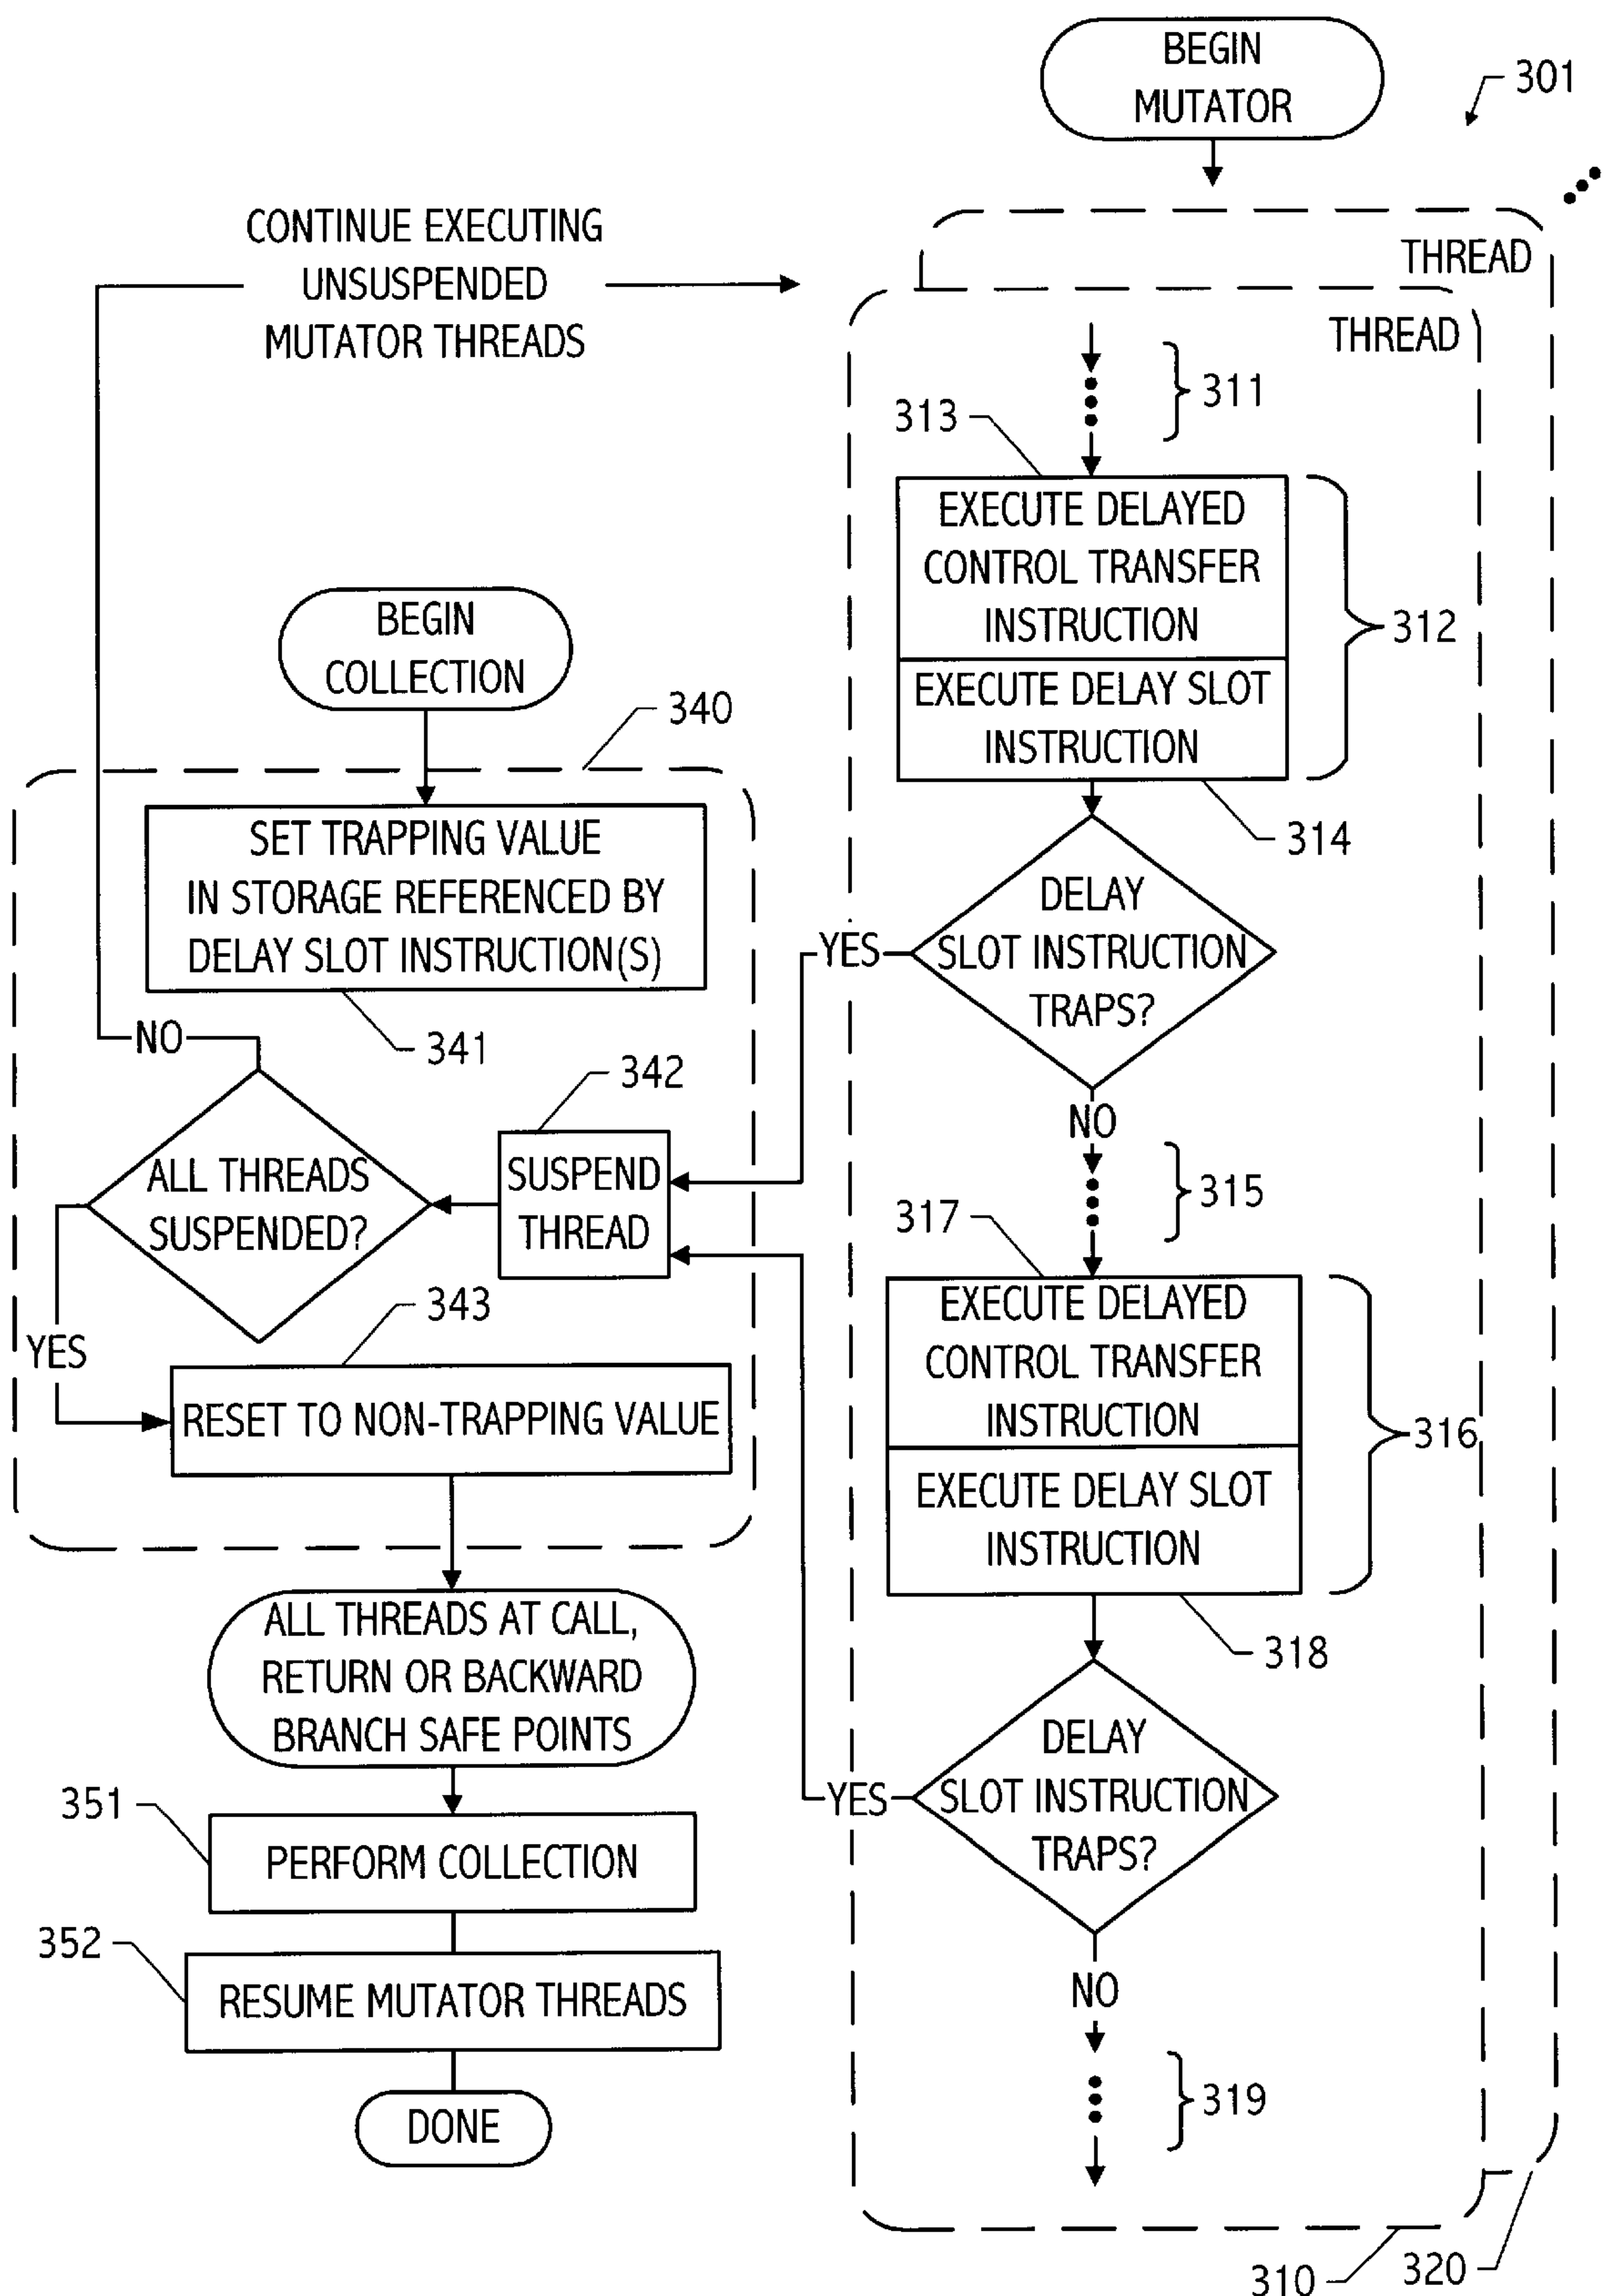 BEGIN
MUTATOR
301
CONTINUE EXECUTING
UNSUSPENDED
MUTATOR THREADS
THREAD
THREAD
311
313
EXECUTE DELAYED
CONTROL TRANSFER
INSTRUCTION
312
EXECUTE DELAY SLOT
INSTRUCTION
314
DELAY
SLOT INSTRUCTION
TRAPS?
YES
NO
315
317
EXECUTE DELAYED
CONTROL TRANSFER
INSTRUCTION
316
EXECUTE DELAY SLOT
INSTRUCTION
318
DELAY
SLOT INSTRUCTION
TRAPS?
YES
NO
319
310
320
BEGIN
COLLECTION
340
SET TRAPPING VALUE
IN STORAGE REFERENCED BY
DELAY SLOT INSTRUCTION(S)
341
NO
342
SUSPEND
THREAD
ALL THREADS
SUSPENDED?
343
YES
RESET TO NON-TRAPPING VALUE
ALL THREADS AT CALL,
RETURN OR BACKWARD
BRANCH SAFE POINTS
351
PERFORM COLLECTION
352
RESUME MUTATOR THREADS
DONE